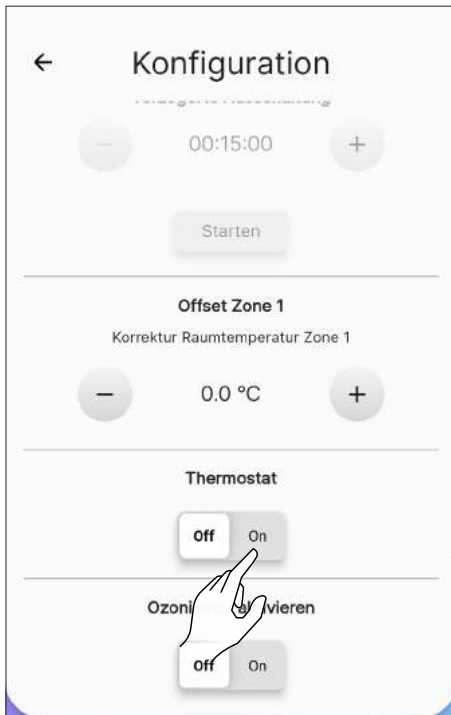 ←
Konfiguration
− 00:15:00 +
Starten
Offset Zone 1
Korrektur Raumtemperatur Zone 1
− 0.0 °C +
Thermostat
Off On
Off On